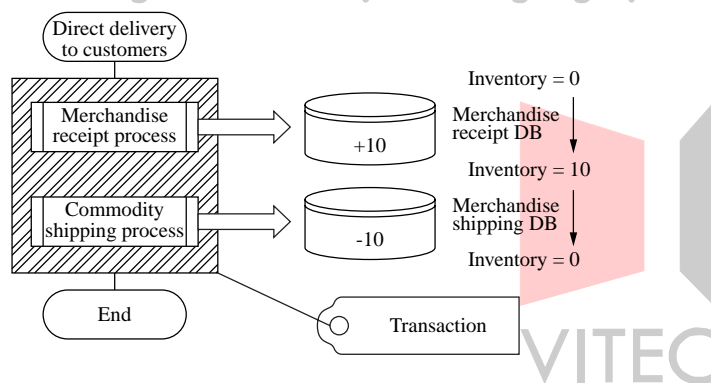 Direct delivery
to customers
Merchandise
receipt process
Commodity
shipping process
End
+10
-10
Inventory = 0
Merchandise
receipt DB
Inventory = 10
Merchandise
shipping DB
Inventory = 0
Transaction
VITEC